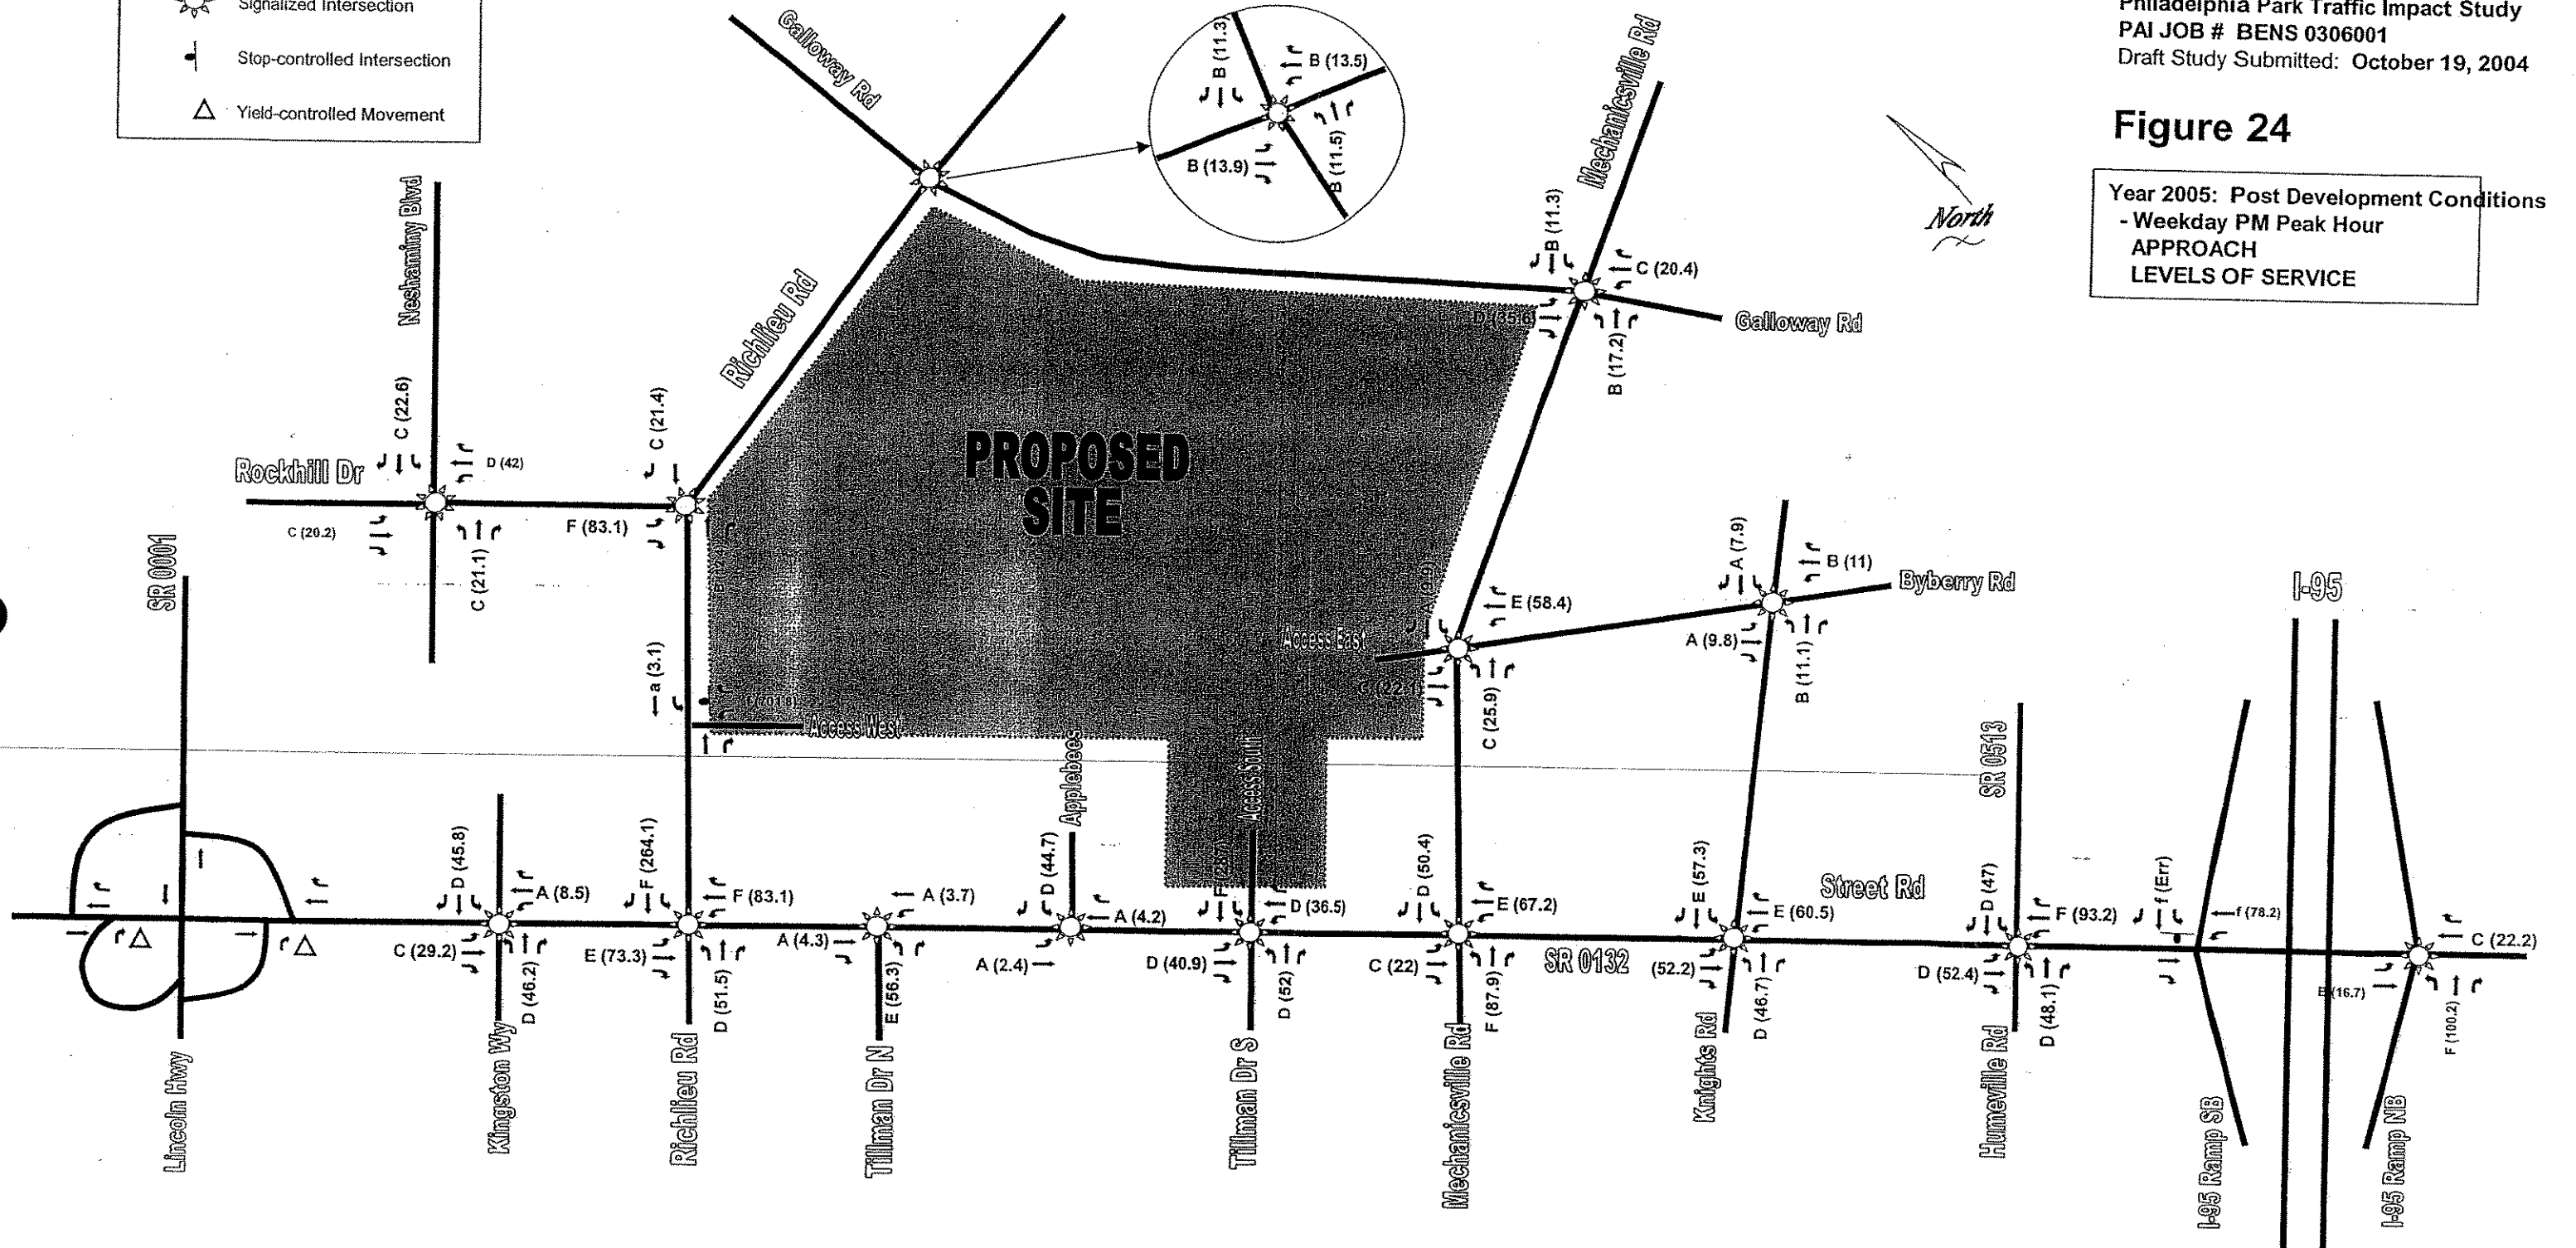 Signalized Intersection
Stop-controlled Intersection
Yield-controlled Movement
Philadelphia Park Traffic Impact Study
PAI JOB # BENS 0306001
Draft Study Submitted: October 19, 2004
Figure 24
Year 2005: Post Development Conditions
- Weekday PM Peak Hour
APPROACH
LEVELS OF SERVICE
North
Galloway Rd
B (11.3)
B (13.5)
B (13.9)
B (11.5)
Mechanicsville Rd
B (11.3)
C (20.4)
D (35.6)
B (17.2)
Galloway Rd
Neshaminy Blvd
Richlieu Rd
C (22.6)
D (42)
Rockhill Dr
C (20.2)
C (21.1)
C (21.4)
F (83.1)
PROPOSED
SITE
SR 0001
a (3.1)
Access West
Access East
E (58.4)
C (22.1)
C (25.9)
A (7.9)
B (11)
Byberry Rd
A (9.8)
B (11.1)
I-95
SR 0513
Applebees
Access South
D (45.8)
A (8.5)
C (29.2)
D (46.2)
F (264.1)
F (83.1)
E (73.3)
D (51.5)
A (3.7)
A (4.3)
E (56.3)
D (44.7)
A (4.2)
A (2.4)
D (36.5)
D (40.9)
D (52)
D (50.4)
E (67.2)
C (22)
F (87.9)
SR 0132
E (57.3)
E (60.5)
(52.2)
D (46.7)
Street Rd
D (47)
F (93.2)
D (52.4)
D (48.1)
f (Err)
f (78.2)
C (22.2)
B (16.7)
F (100.2)
Lincoln Hwy
Kingston Wy
Richlieu Rd
Tillman Dr N
Tillman Dr S
Mechanicsville Rd
Knights Rd
Humeville Rd
I-95 Ramp SB
I-95 Ramp NB